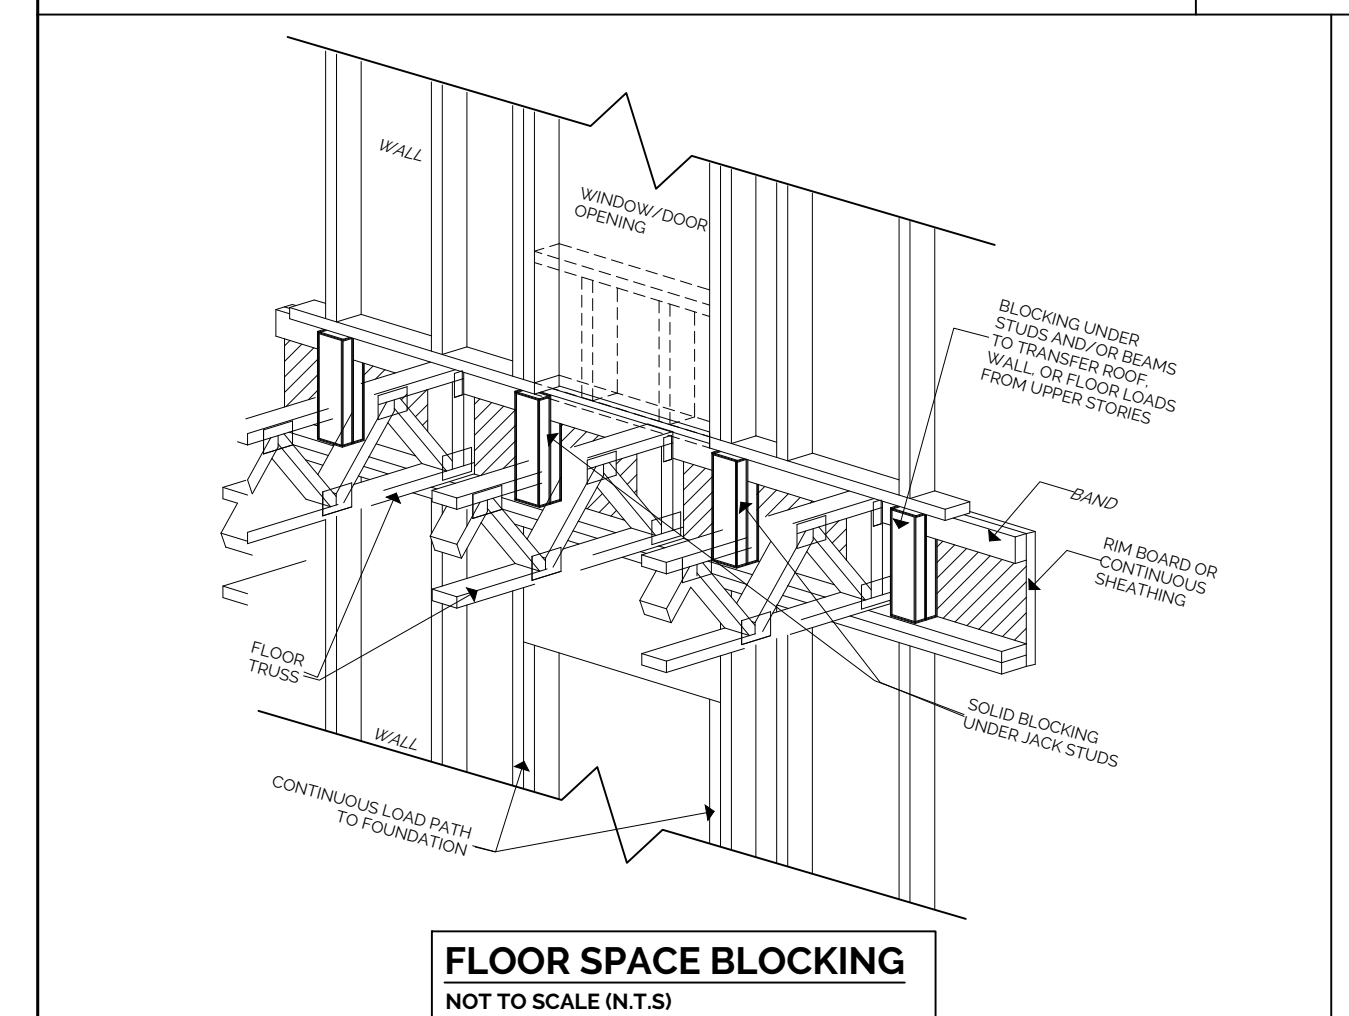 WALL
WINDOW/DOOR
OPENING
BLOCKING UNDER
STUDS AND/OR BEAMS
TO TRANSFER ROOF,
WALL, OR FLOOR LOADS
FROM UPPER STORIES
BAND
RIM BOARD OR
CONTINUOUS
SHEATHING
FLOOR
TRUSS
SOLID BLOCKING
UNDER JACK STUDS
WALL
CONTINUOUS LOAD PATH
TO FOUNDATION
FLOOR SPACE BLOCKING
NOT TO SCALE (N.T.S)